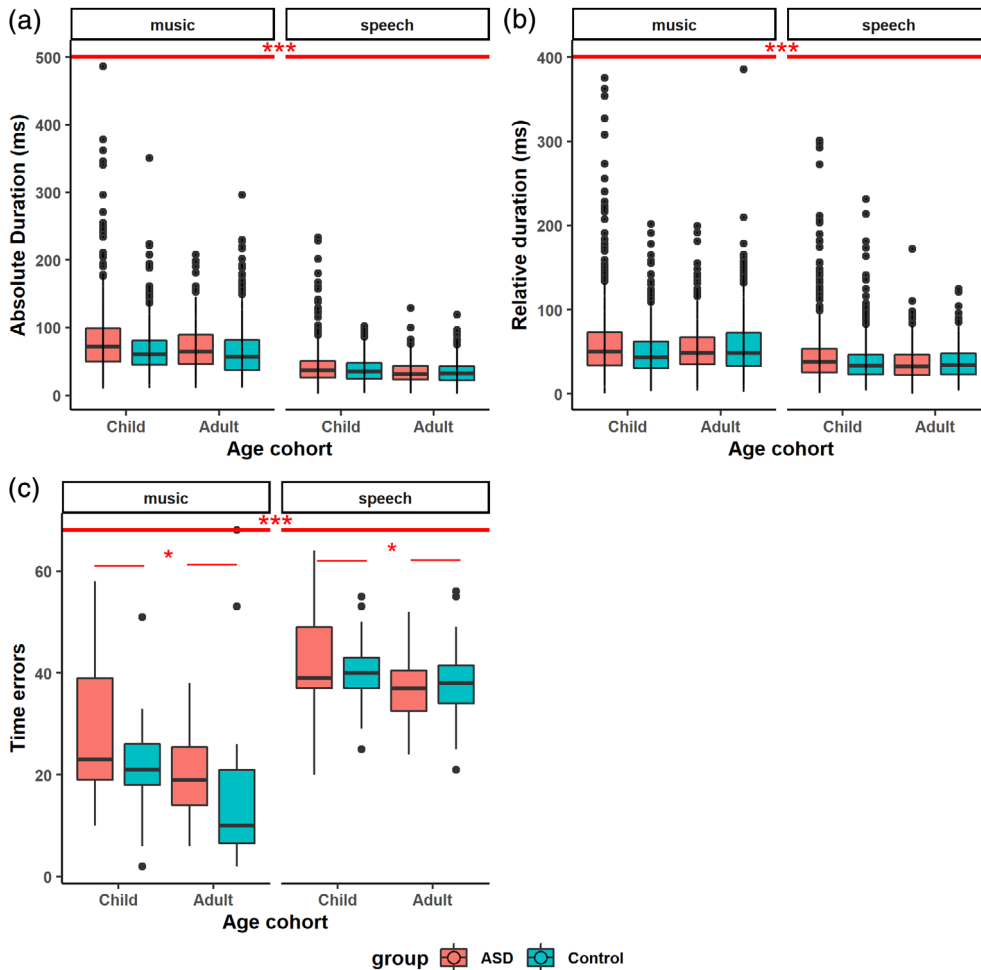 (a)
music
speech
***
Absolute Duration (ms)
500
400
300
200
100
0
Child
Adult
Child
Adult
Age cohort
(b)
music
speech
***
Relative duration (ms)
400
300
200
100
0
Child
Adult
Child
Adult
Age cohort
(c)
music
speech
***
*
*
Time errors
60
40
20
0
Child
Adult
Child
Adult
Age cohort
group ASD Control